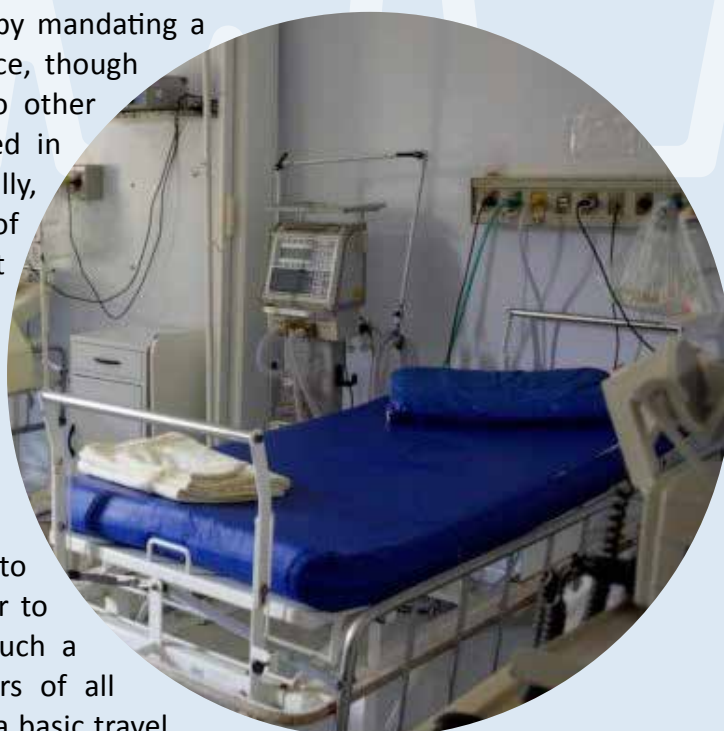 by mandating a
ce, though
o other
ed in
lly,
of
t
to
r to
uch a
rs of all
a basic travel